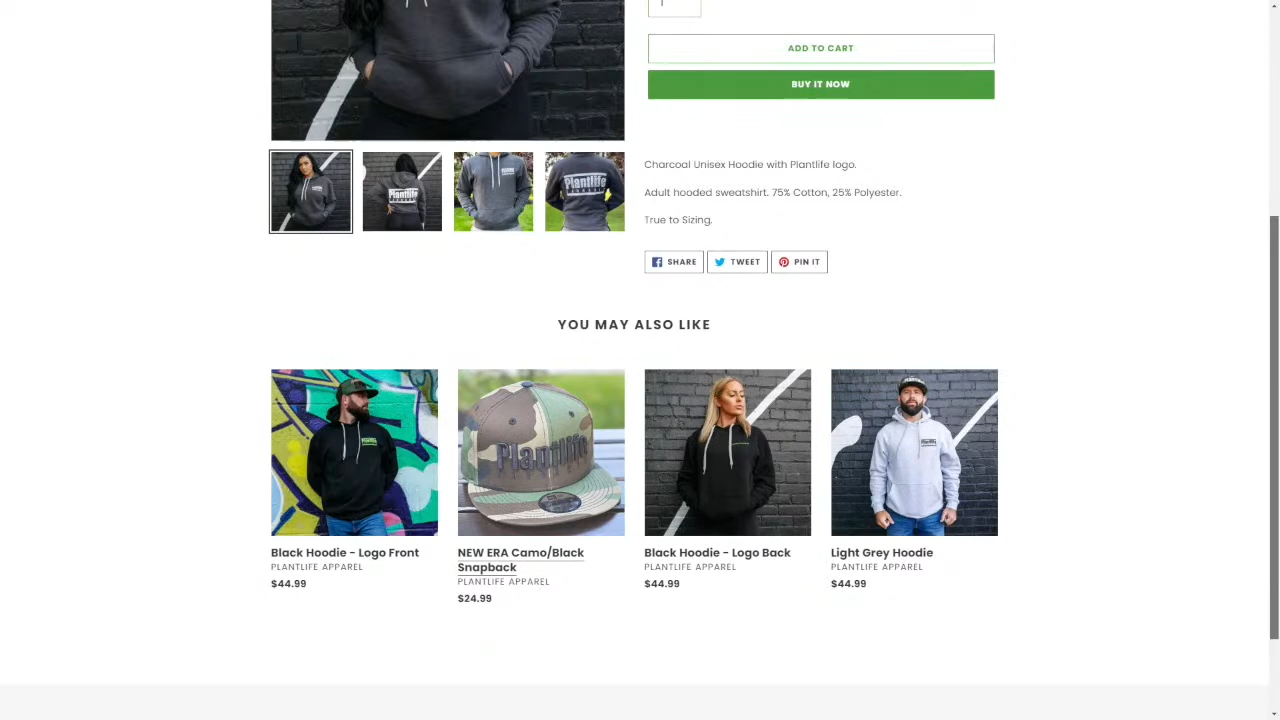 ADD TO CART
BUY IT NOW
Plantlife
Plantlife
Charcoal Unisex Hoodie with Plantlife logo.
Adult hooded sweatshirt. 75% Cotton, 25% Polyester.
True to Sizing.
SHARE TWEET PIN IT
YOU MAY ALSO LIKE
Plantlife
Black Hoodie - Logo Front
PLANTLIFE APPAREL
$44.99
NEW ERA Camo/Black
Snapback
PLANTLIFE APPAREL
$24.99
Black Hoodie - Logo Back
PLANTLIFE APPAREL
$44.99
Light Grey Hoodie
PLANTLIFE APPAREL
$44.99